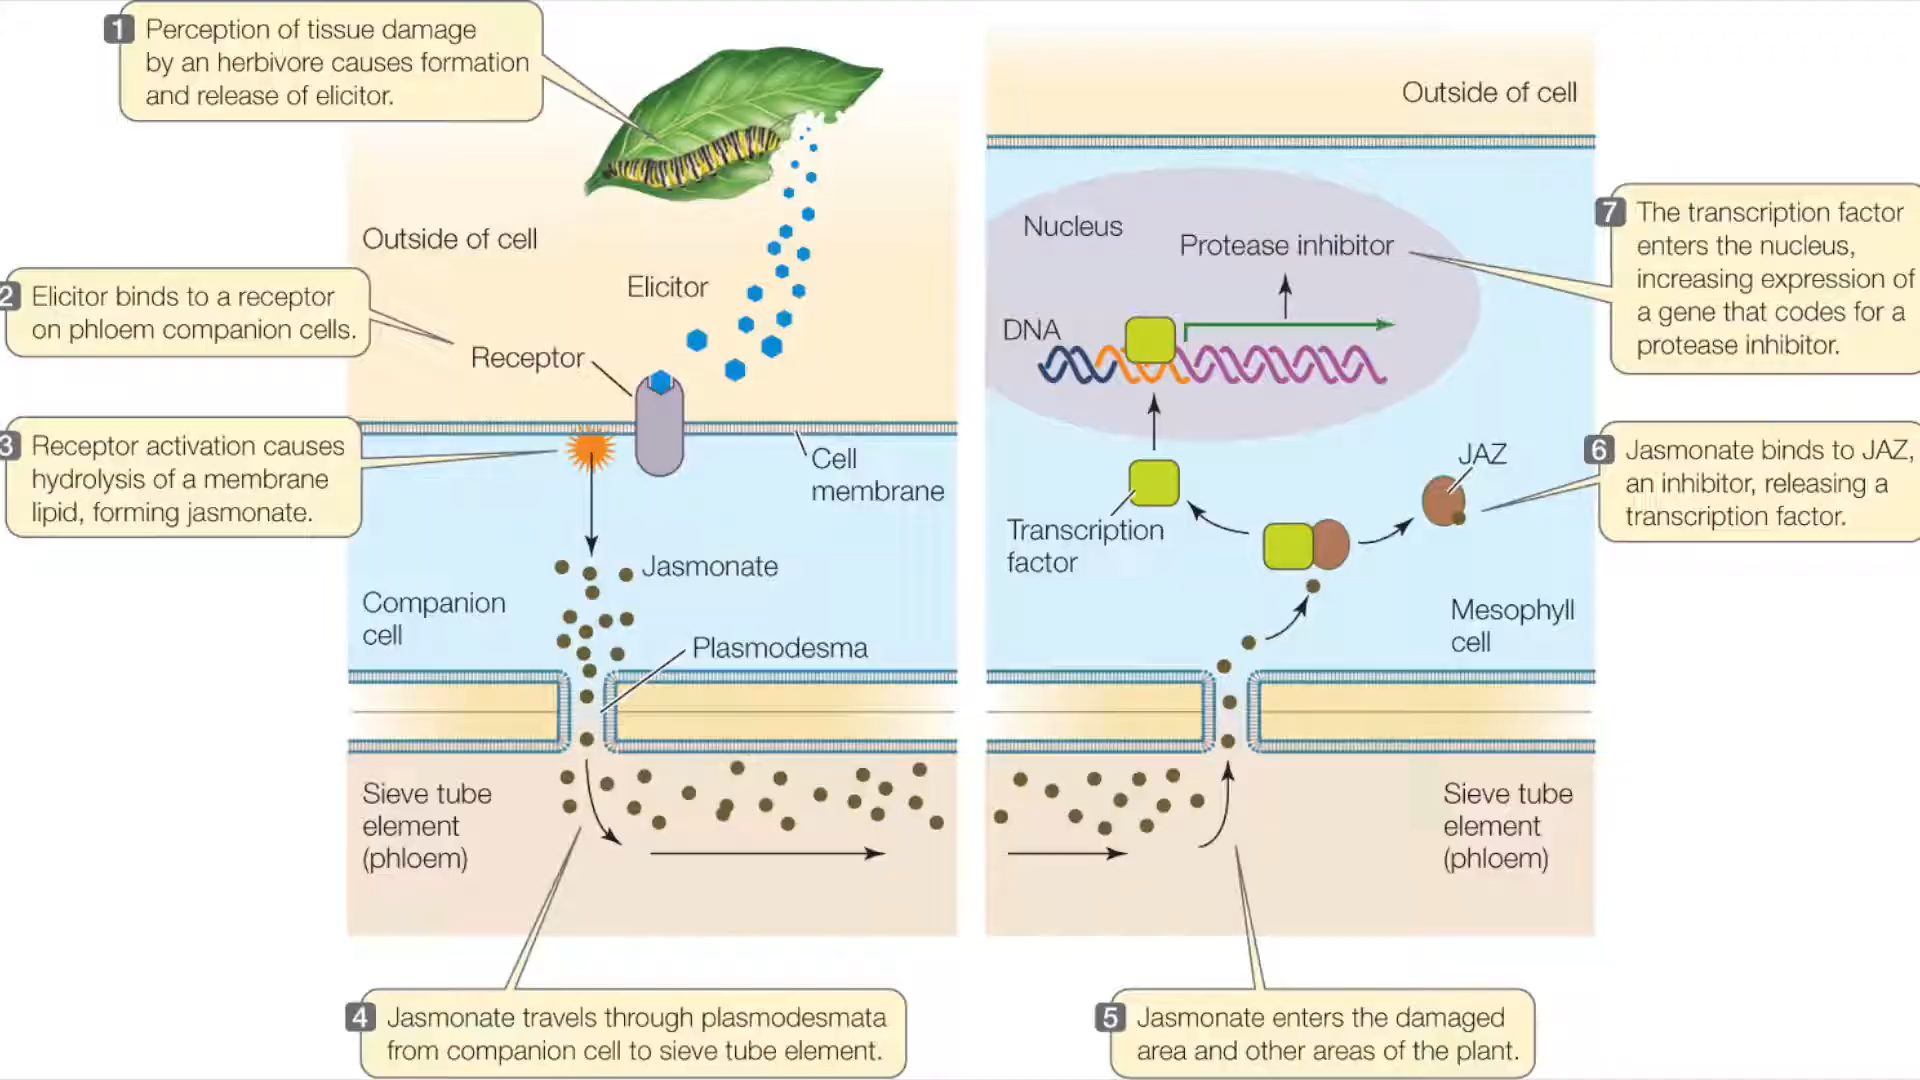 1 Perception of tissue damage
by an herbivore causes formation
and release of elicitor.
Outside of cell
2 Elicitor binds to a receptor
on phloem companion cells.
Elicitor
Receptor
3 Receptor activation causes
hydrolysis of a membrane
lipid, forming jasmonate.
Cell
membrane
Jasmonate
Companion
cell
Plasmodesma
Sieve tube
element
(phloem)
4 Jasmonate travels through plasmodesmata
from companion cell to sieve tube element.
Outside of cell
Nucleus
Protease inhibitor
DNA
7 The transcription factor
enters the nucleus,
increasing expression of
a gene that codes for a
protease inhibitor.
JAZ
6 Jasmonate binds to JAZ,
an inhibitor, releasing a
transcription factor.
Transcription
factor
Mesophyll
cell
Sieve tube
element
(phloem)
5 Jasmonate enters the damaged
area and other areas of the plant.